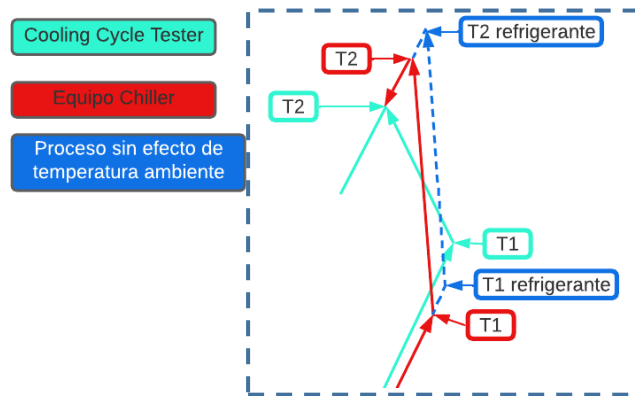 Cooling Cycle Tester
Equipo Chiller
Proceso sin efecto de
temperatura ambiente
T2 refrigerante
T2
T2
T1
T1 refrigerante
T1